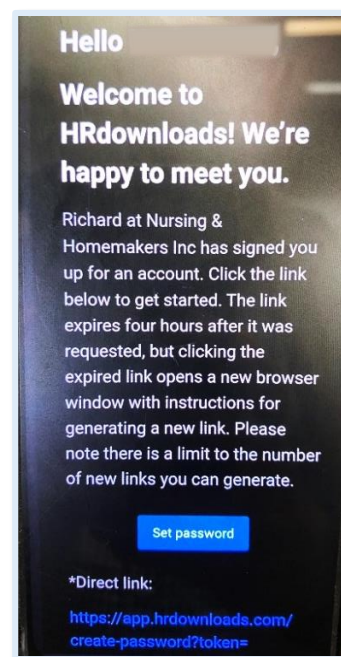 Hello
Welcome to
HRdownloads! We're
happy to meet you.
Richard at Nursing &
Homemakers Inc has signed you
up for an account. Click the link
below to get started. The link
expires four hours after it was
requested, but clicking the
expired link opens a new browser
window with instructions for
generating a new link. Please
note there is a limit to the number
of new links you can generate.
Set password
*Direct link:
https://app.hrdownloads.com/
create-password?token=